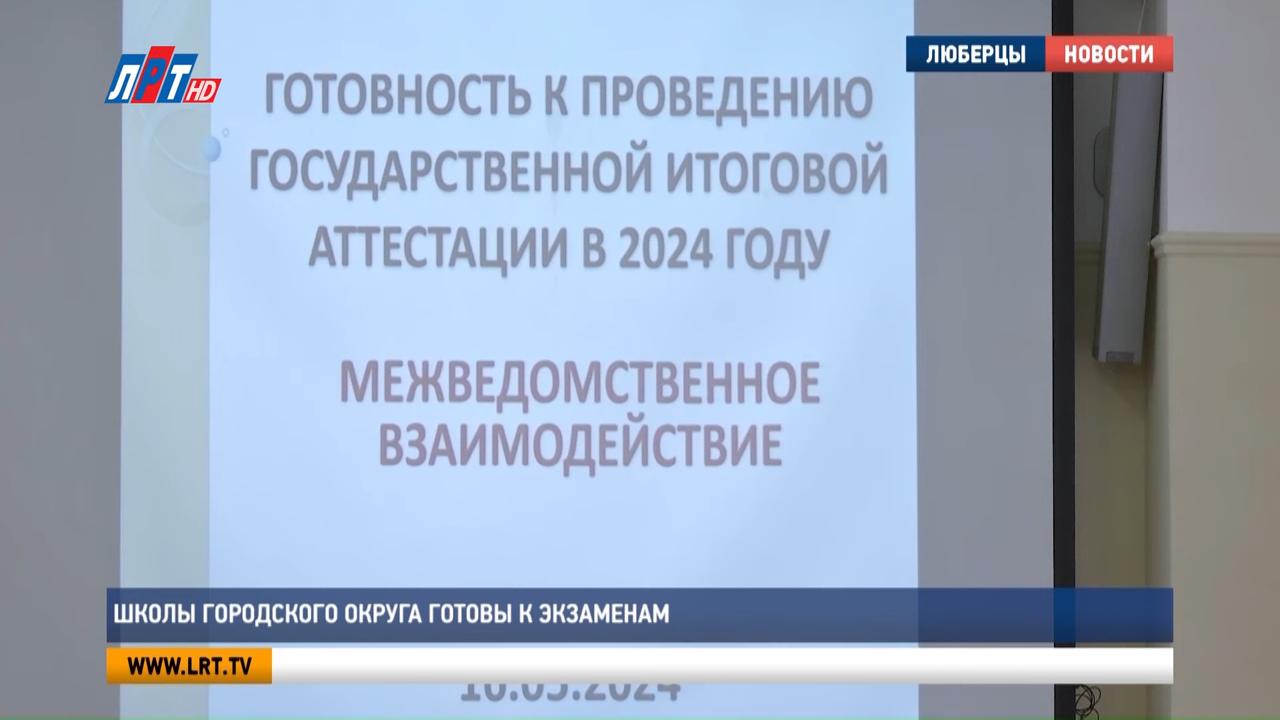 ЛРТ HD
ЛЮБЕРЦЫ НОВОСТИ
ГОТОВНОСТЬ К ПРОВЕДЕНИЮ
ГОСУДАРСТВЕННОЙ ИТОГОВОЙ
АТТЕСТАЦИИ В 2024 ГОДУ
МЕЖВЕДОМСТВЕННОЕ
ВЗАИМОДЕЙСТВИЕ
ШКОЛЫ ГОРОДСКОГО ОКРУГА ГОТОВЫ К ЭКЗАМЕНАМ
WWW.LRT.TV